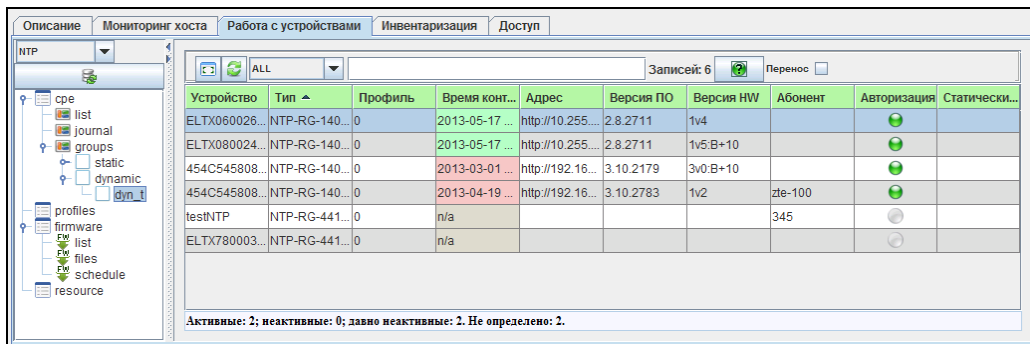 Описание Мониторинг хоста Работа с устройствами Инвентаризация Доступ
NTP
ALL Записей: 6 Перенос
cpe
list
journal
groups
static
dynamic
dyn_t
profiles
firmware
FW list
FW files
FW schedule
resource
Устройство Тип Профиль Время конт... Адрес Версия ПО Версия HW Абонент Авторизация Статически...
ELTX060026... NTP-RG-140... 0 2013-05-17 ... http://10.255.... 2.8.2711 1v4
ELTX080024... NTP-RG-140... 0 2013-05-17 ... http://10.255.... 2.8.2711 1v5:B+10
454C545808... NTP-RG-140... 0 2013-03-01 ... http://192.16... 3.10.2179 3v0:B+10
454C545808... NTP-RG-140... 0 2013-04-19 ... http://192.16... 3.10.2783 1v2 zte-100
testNTP NTP-RG-441... 0 n/a 345
ELTX780003... NTP-RG-441... 0 n/a
Активные: 2; неактивные: 0; давно неактивные: 2. Не определено: 2.